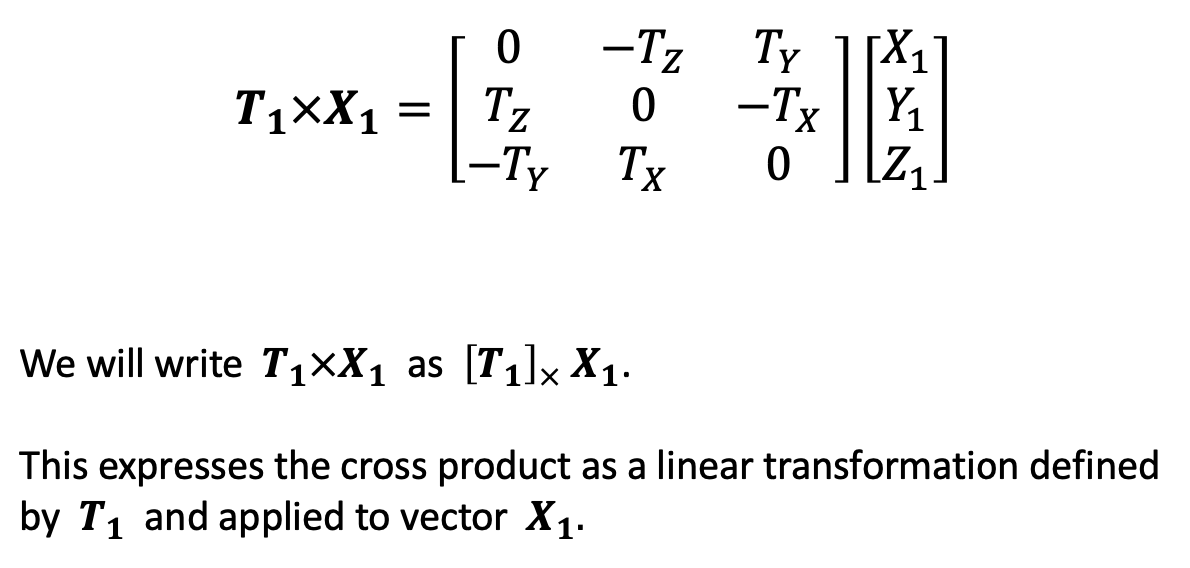 T₁×X₁ = [ 0 −T_Z T_Y ; T_Z 0 −T_X ; −T_Y T_X 0 ] [ X₁ ; Y₁ ; Z₁ ]
We will write T₁×X₁ as [T₁]ₓ X₁.
This expresses the cross product as a linear transformation defined
by T₁ and applied to vector X₁.